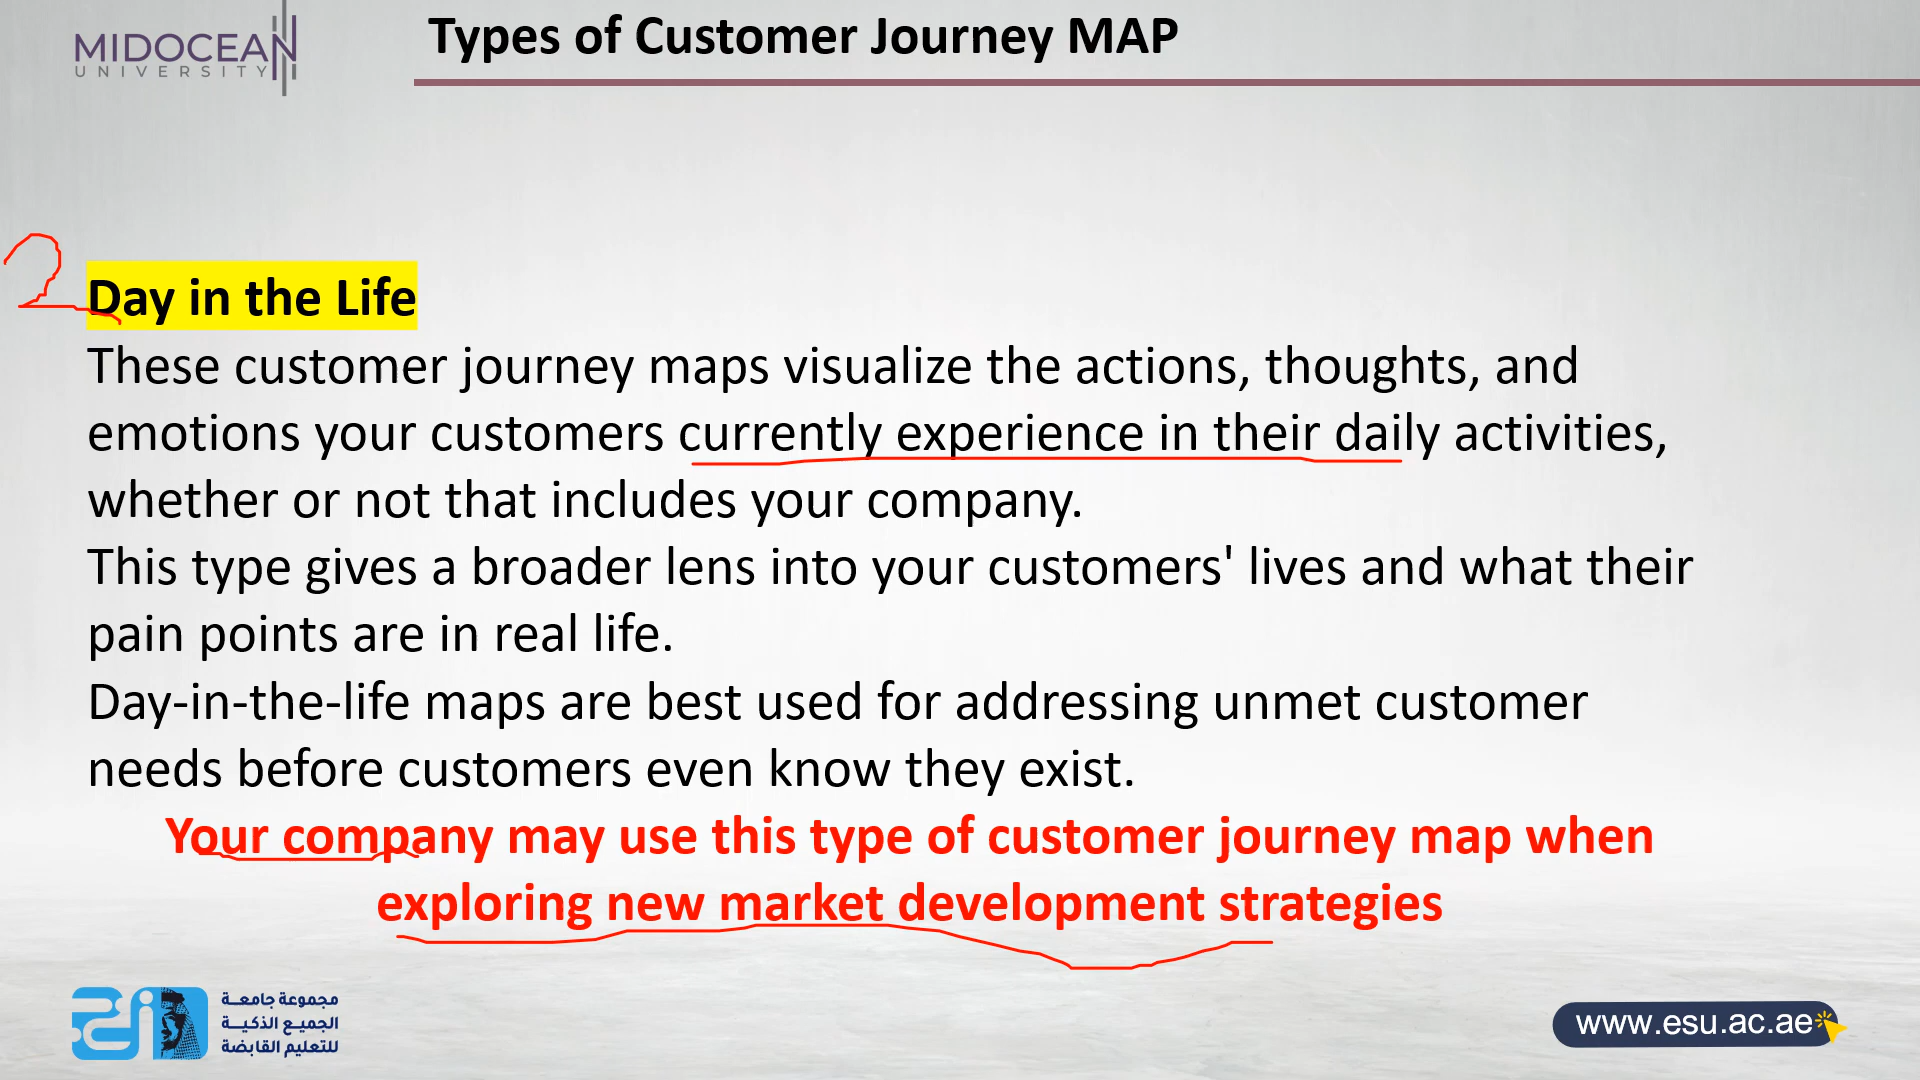 MIDOCEAN
UNIVERSITY
Types of Customer Journey MAP
2
Day in the Life
These customer journey maps visualize the actions, thoughts, and
emotions your customers currently experience in their daily activities,
whether or not that includes your company.
This type gives a broader lens into your customers' lives and what their
pain points are in real life.
Day-in-the-life maps are best used for addressing unmet customer
needs before customers even know they exist.
Your company may use this type of customer journey map when
exploring new market development strategies
مجموعة جامعة
الجميع الذكية
للتعليم القابضة
www.esu.ac.ae